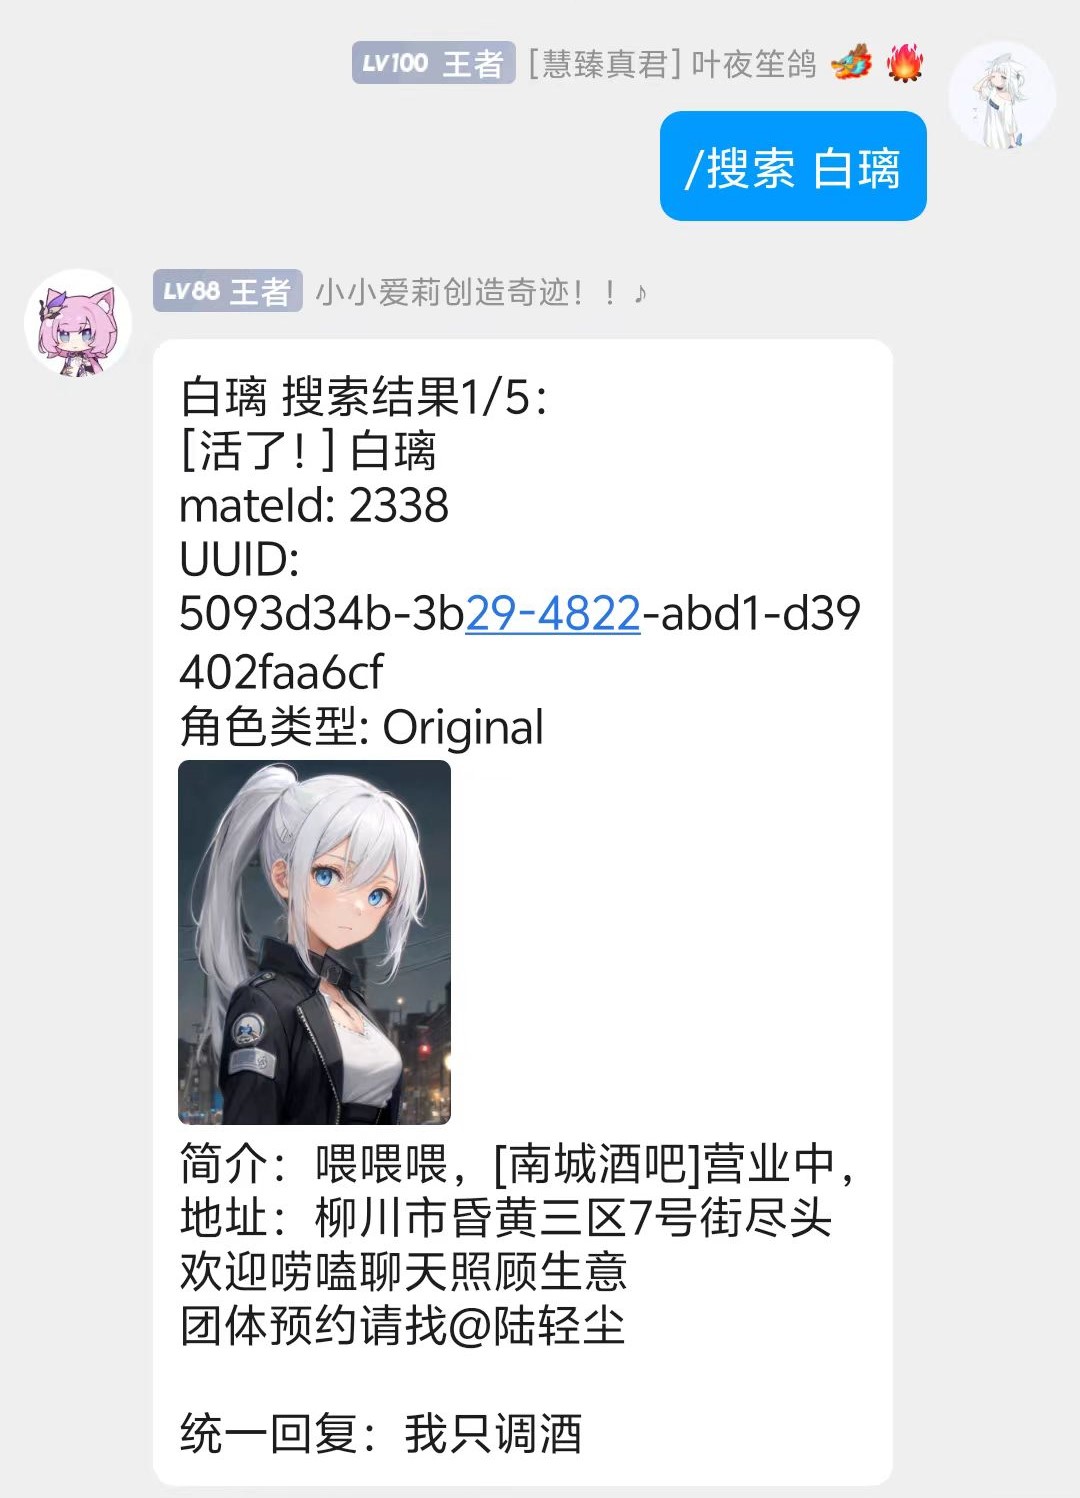 LV100 王者 [慧臻真君] 叶夜笙鸽
/搜索 白璃
LV88 王者 小小爱莉创造奇迹！！♪
白璃 搜索结果1/5：
[活了！] 白璃
mateId: 2338
UUID:
5093d34b-3b29-4822-abd1-d39
402faa6cf
角色类型: Original
简介：喂喂喂，[南城酒吧]营业中，
地址：柳川市昏黄三区7号街尽头
欢迎唠嗑聊天照顾生意
团体预约请找@陆轻尘
统一回复：我只调酒